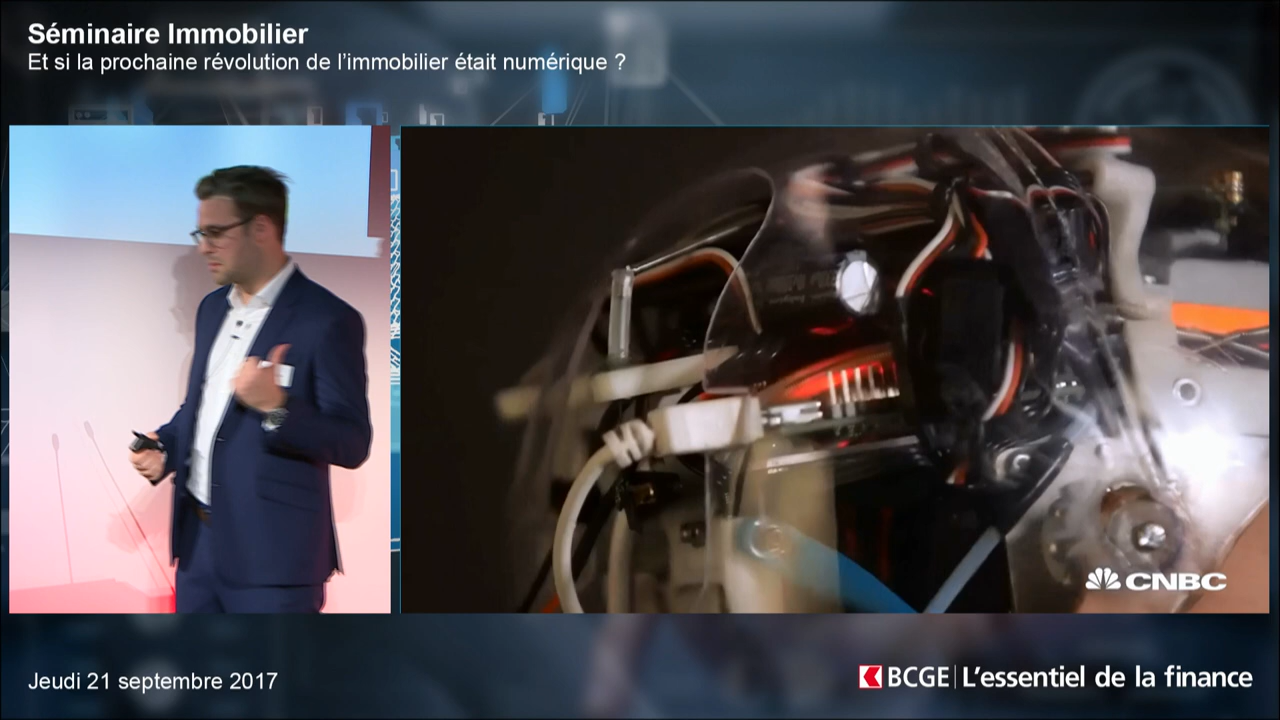 Séminaire Immobilier
Et si la prochaine révolution de l'immobilier était numérique ?
CNBC
Jeudi 21 septembre 2017
BCGE | L'essentiel de la finance